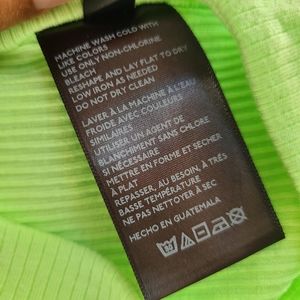 MACHINE WASH COLD WITH
LIKE COLORS
USE ONLY NON-CHLORINE
BLEACH
RESHAPE AND LAY FLAT TO DRY
LOW IRON AS NEEDED
DO NOT DRY CLEAN
LAVER À LA MACHINE À L'EAU
FROIDE AVEC COULEURS
SIMILAIRES
UTILISER UN AGENT DE
BLANCHIMENT SANS CHLORE
SI NÉCESSAIRE
METTRE EN FORME ET SÉCHER
À PLAT
REPASSER, AU BESOIN, À TRÈS
BASSE TEMPÉRATURE
NE PAS NETTOYER À SEC
HECHO EN GUATEMALA